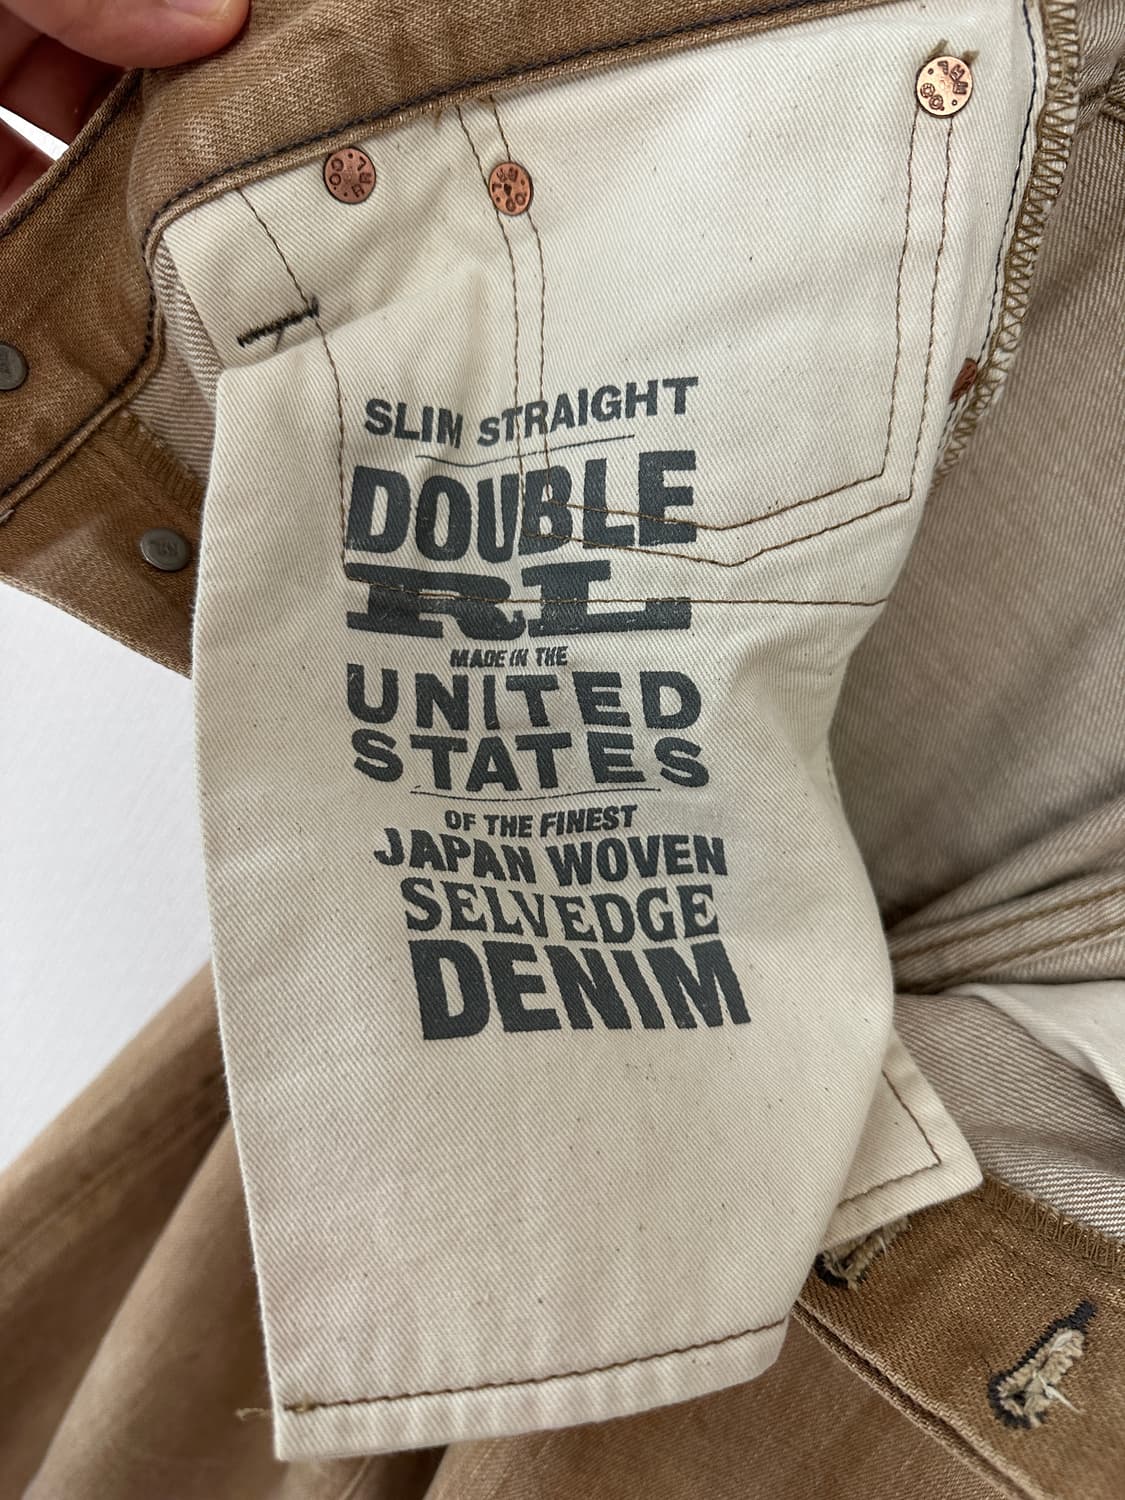 SLIM STRAIGHT
DOUBLE
RL
MADE IN THE
UNITED
STATES
OF THE FINEST
JAPAN WOVEN
SELVEDGE
DENIM